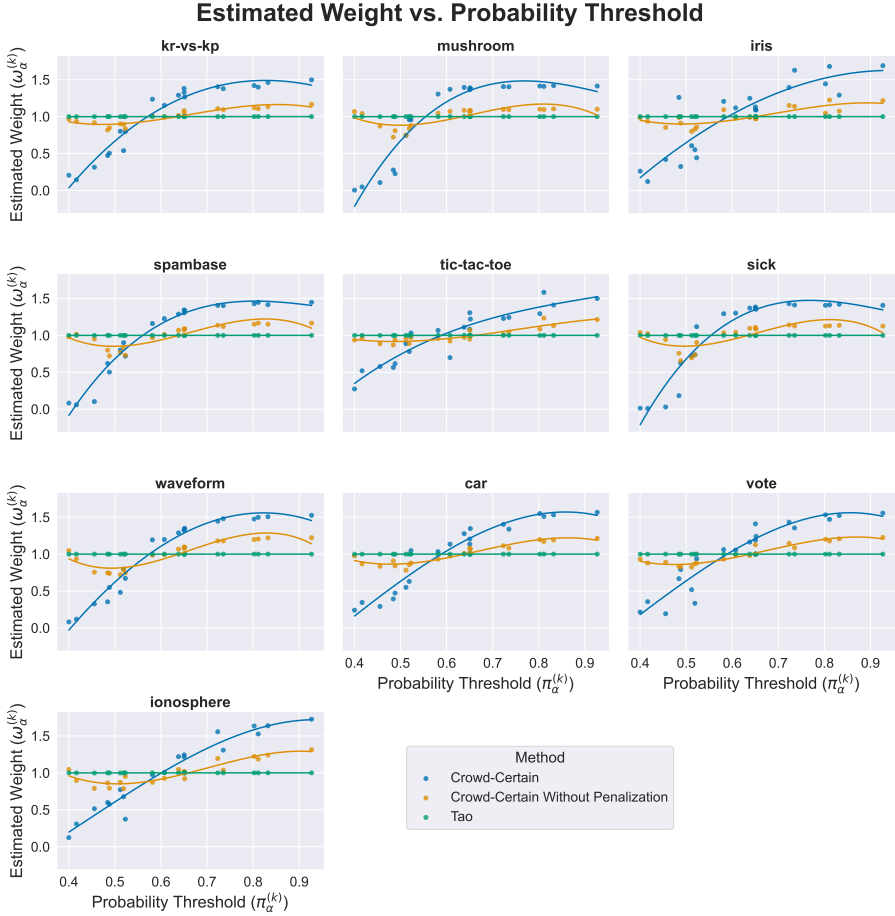 Estimated Weight vs. Probability Threshold
kr-vs-kp
mushroom
iris
Estimated Weight (ω_α^(k))
1.5
1.0
0.5
0.0
spambase
tic-tac-toe
sick
Estimated Weight (ω_α^(k))
1.5
1.0
0.5
0.0
waveform
car
vote
Estimated Weight (ω_α^(k))
1.5
1.0
0.5
0.0
0.4 0.5 0.6 0.7 0.8 0.9
Probability Threshold (π_α^(k))
0.4 0.5 0.6 0.7 0.8 0.9
Probability Threshold (π_α^(k))
ionosphere
Estimated Weight (ω_α^(k))
1.5
1.0
0.5
0.0
0.4 0.5 0.6 0.7 0.8 0.9
Probability Threshold (π_α^(k))
Method
Crowd-Certain
Crowd-Certain Without Penalization
Tao